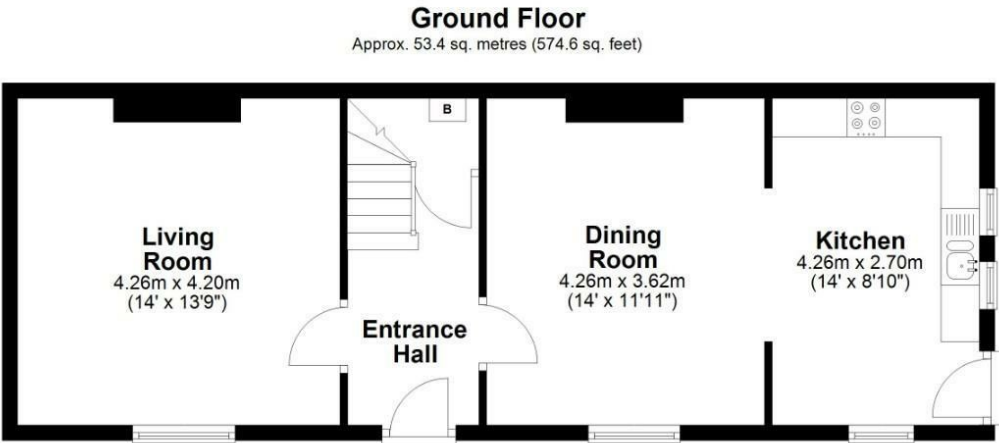 Ground Floor
Approx. 53.4 sq. metres (574.6 sq. feet)
B
Living
Room
4.26m x 4.20m
(14' x 13'9")
Entrance
Hall
Dining
Room
4.26m x 3.62m
(14' x 11'11")
Kitchen
4.26m x 2.70m
(14' x 8'10")